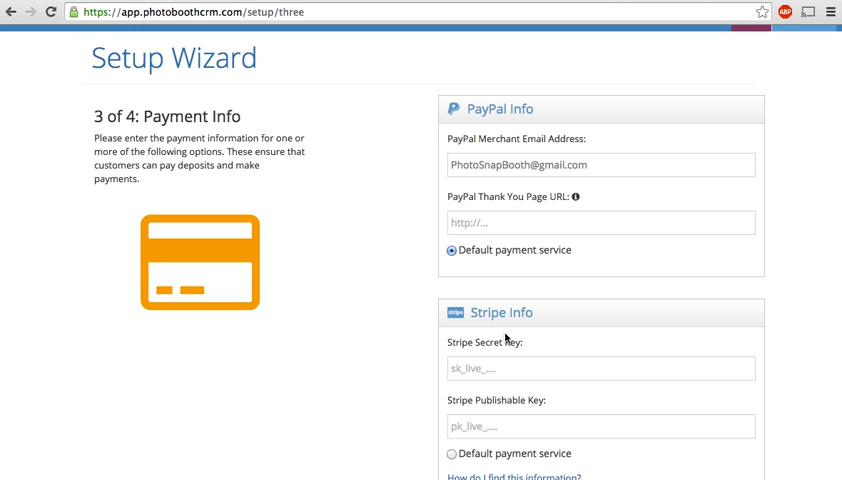 https://app.photoboothcrm.com/setup/three
ABP
Setup Wizard
3 of 4: Payment Info
Please enter the payment information for one or
more of the following options. These ensure that
customers can pay deposits and make
payments.
PayPal Info
PayPal Merchant Email Address:
PhotoSnapBooth@gmail.com
PayPal Thank You Page URL:
http://...
Default payment service
stripe
Stripe Info
Stripe Secret Key:
sk_live_....
Stripe Publishable Key:
pk_live_....
Default payment service
How do I find this information?